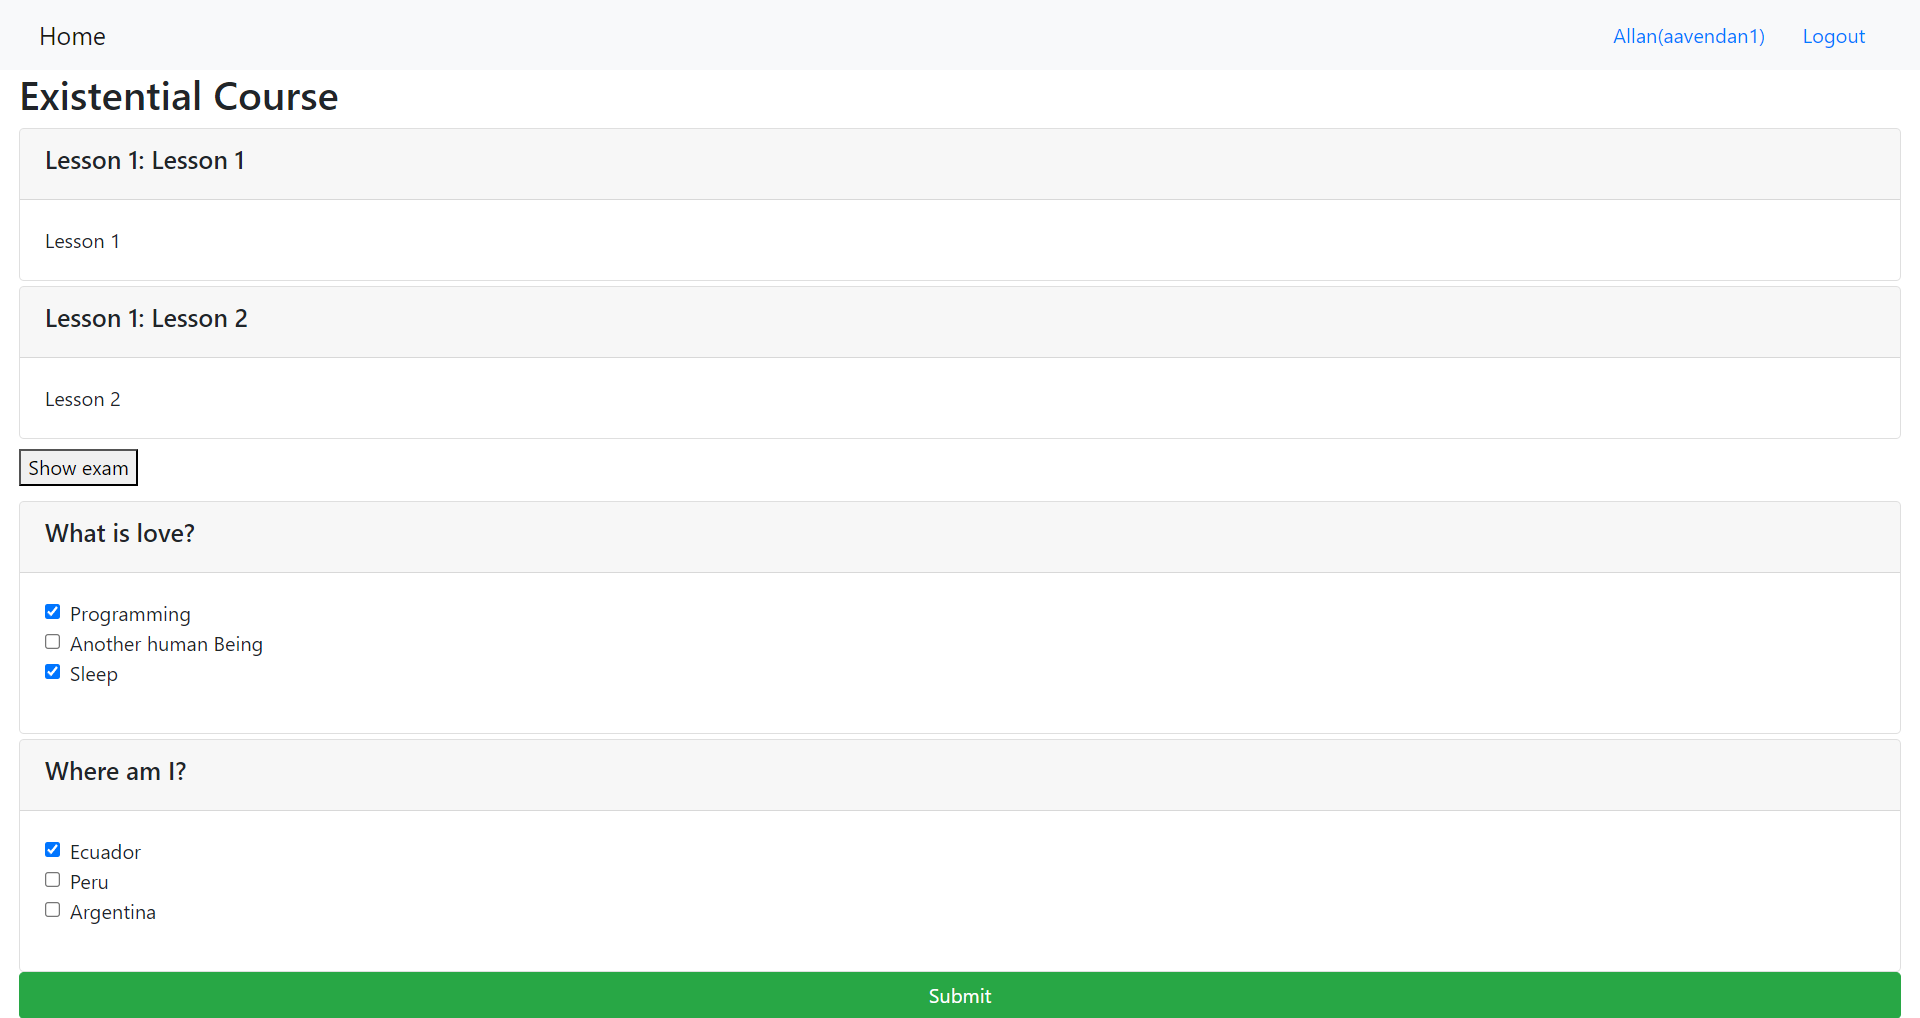 Home
Allan(aavendan1)
Logout
Existential Course
Lesson 1: Lesson 1
Lesson 1
Lesson 1: Lesson 2
Lesson 2
Show exam
What is love?
Programming
Another human Being
Sleep
Where am I?
Ecuador
Peru
Argentina
Submit